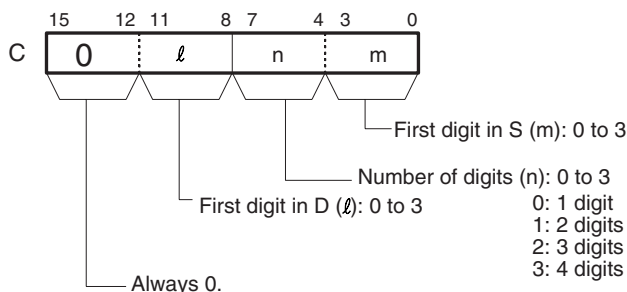 15 12 11 8 7 4 3 0
C 0 ℓ n m
First digit in S (m): 0 to 3
Number of digits (n): 0 to 3
First digit in D (ℓ): 0 to 3
0: 1 digit
1: 2 digits
2: 3 digits
3: 4 digits
Always 0.